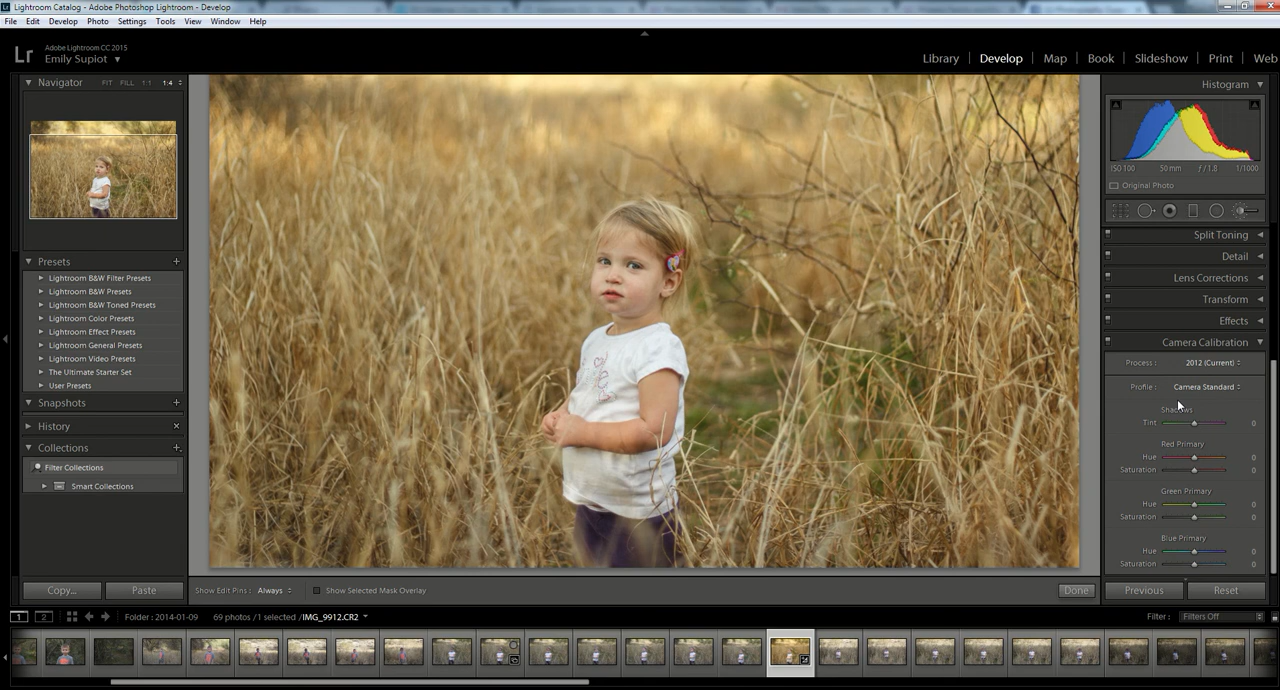 Lightroom Catalog - Adobe Photoshop Lightroom - Develop
File Edit Develop Photo Settings Tools View Window Help
Lr
Adobe Lightroom CC 2015
Emily Supiot
Library | Develop | Map | Book | Slideshow | Print | Web
Navigator FIT FILL 1:1 1:4
Histogram
ISO 100 50 mm ƒ / 1.8 1/1000
Original Photo
Presets
Lightroom B&W Filter Presets
Lightroom B&W Presets
Lightroom B&W Toned Presets
Lightroom Color Presets
Lightroom Effect Presets
Lightroom General Presets
Lightroom Video Presets
The Ultimate Starter Set
User Presets
Snapshots
History
Collections
Filter Collections
Smart Collections
Copy... Paste
Split Toning
Detail
Lens Corrections
Transform
Effects
Camera Calibration
Process : 2012 (Current)
Profile : Camera Standard
Shadows
Tint 0
Red Primary
Hue 0
Saturation 0
Green Primary
Hue 0
Saturation 0
Blue Primary
Hue 0
Saturation 0
Show Edit Pins : Always Show Selected Mask Overlay Done
Previous Reset
1 2 Folder : 2014-01-09 69 photos / 1 selected / IMG_9912.CR2 Filter : Filters Off